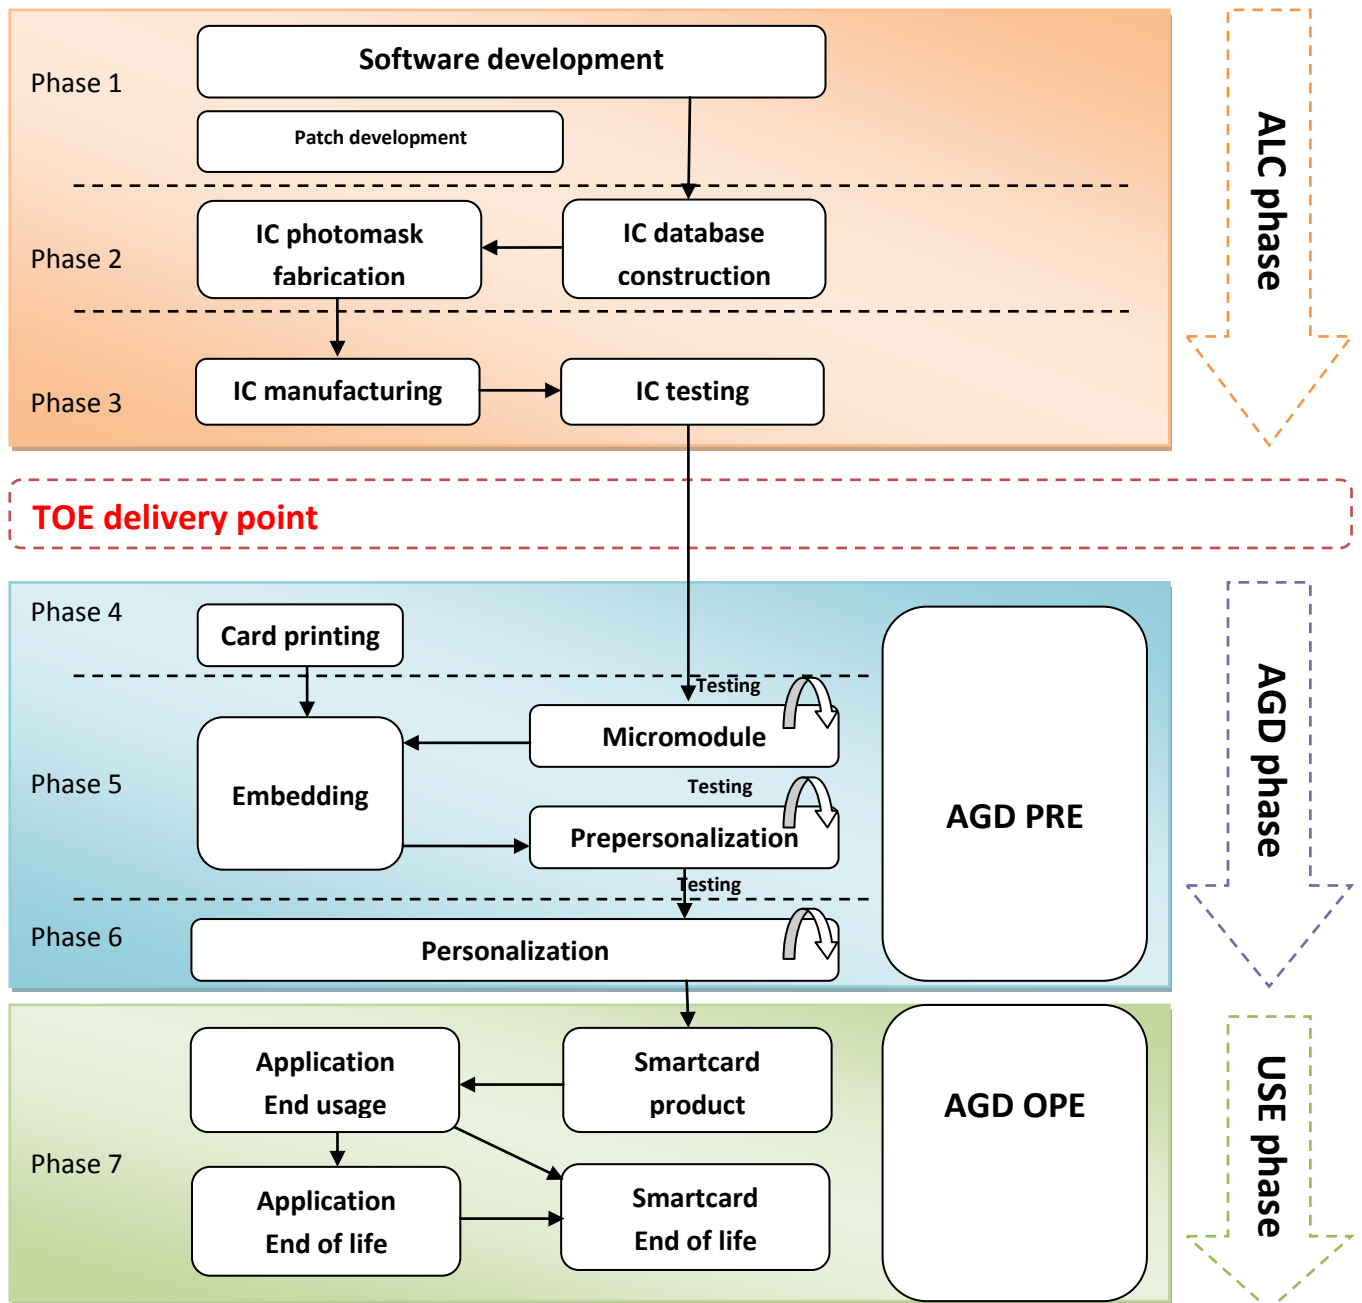 Phase 1
Software development
Patch development
Phase 2
IC photomask
fabrication
IC database
construction
Phase 3
IC manufacturing
IC testing
ALC phase
TOE delivery point
Phase 4
Card printing
Testing
Micromodule
Phase 5
Embedding
Testing
Prepersonalization
Testing
Phase 6
Personalization
AGD PRE
AGD phase
Phase 7
Application
End usage
Smartcard
product
Application
End of life
Smartcard
End of life
AGD OPE
USE phase